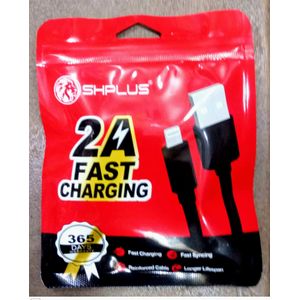 SHPLUS
2A
FAST
CHARGING
365
DAYS
Fast Charging
Fast Syncing
Reinforced Cable
Longer Lifespan